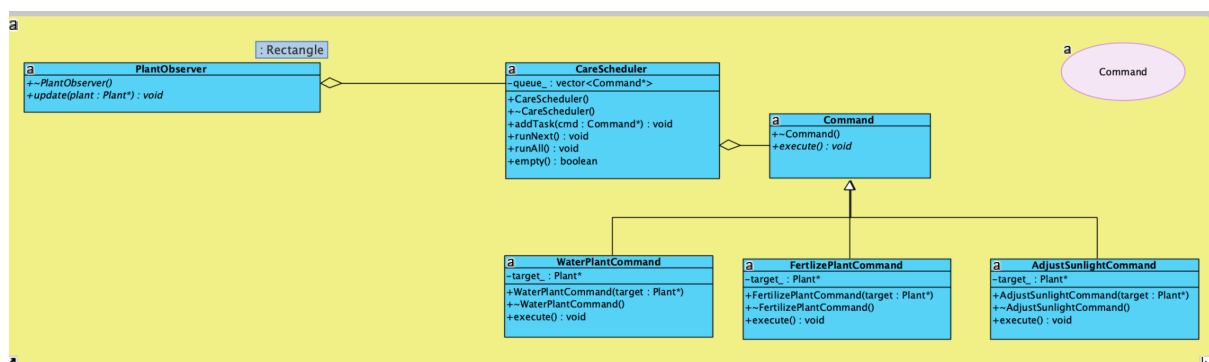 a
: Rectangle
a
PlantObserver
+~PlantObserver()
+update(plant : Plant*) : void
a
CareScheduler
-queue_ : vector<Command*>
+CareScheduler()
+~CareScheduler()
+addTask(cmd : Command*) : void
+runNext() : void
+runAll() : void
+empty() : boolean
a
Command
a
Command
+~Command()
+execute() : void
a
WaterPlantCommand
-target_ : Plant*
+WaterPlantCommand(target : Plant*)
+~WaterPlantCommand()
+execute() : void
a
FertlizePlantCommand
-target_ : Plant*
+FertilizePlantCommand(target : Plant*)
+~FertilizePlantCommand()
+execute() : void
a
AdjustSunlightCommand
-target_ : Plant*
+AdjustSunlightCommand(target : Plant*)
+~AdjustSunlightCommand()
+execute() : void